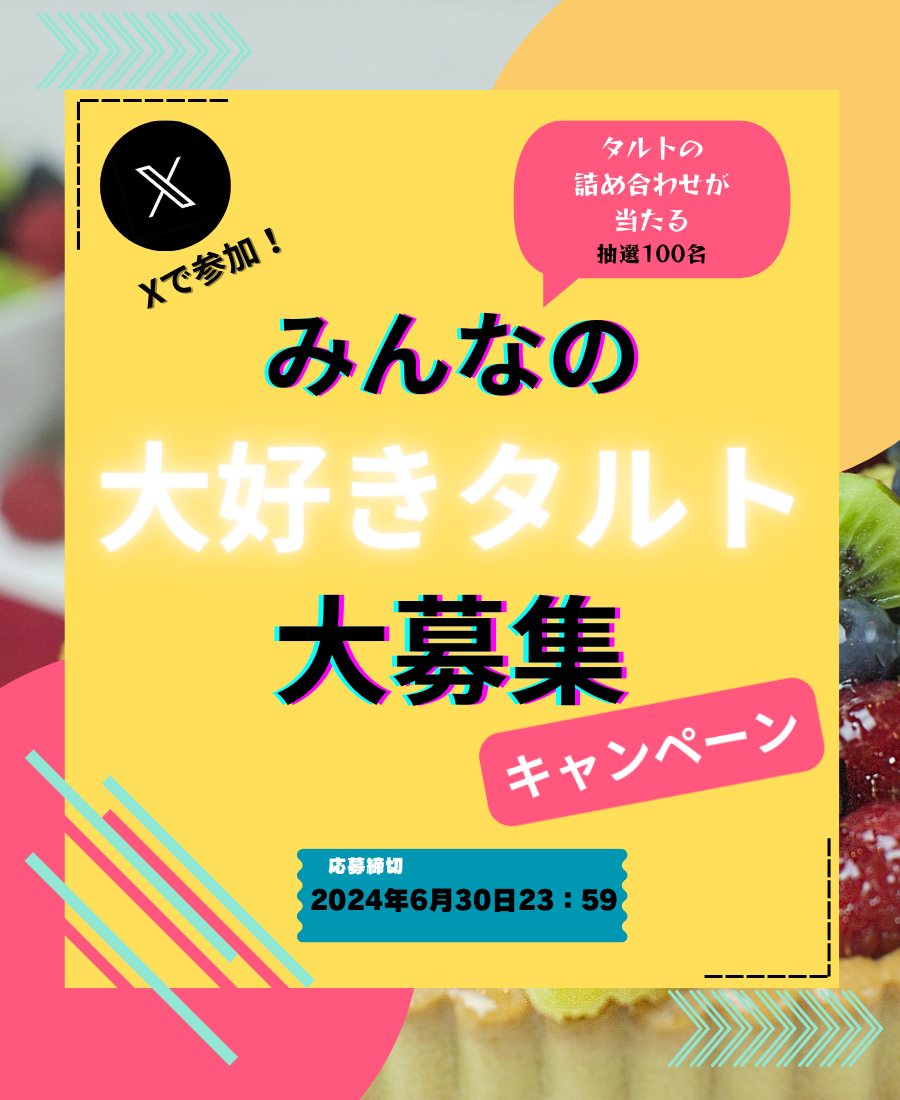 Xで参加！
タルトの
詰め合わせが
当たる
抽選100名
みんなの
大好きタルト
大募集
キャンペーン
応募締切
2024年6月30日23：59